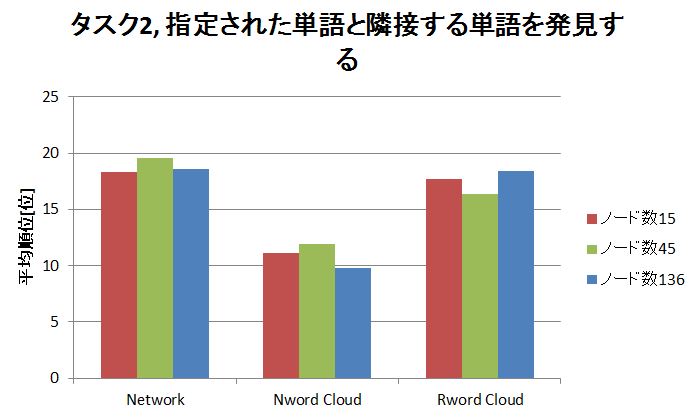 タスク2, 指定された単語と隣接する単語を発見す
る
25
20
15
10
5
0
平均順位[位]
Network
Nword Cloud
Rword Cloud
ノード数15
ノード数45
ノード数136